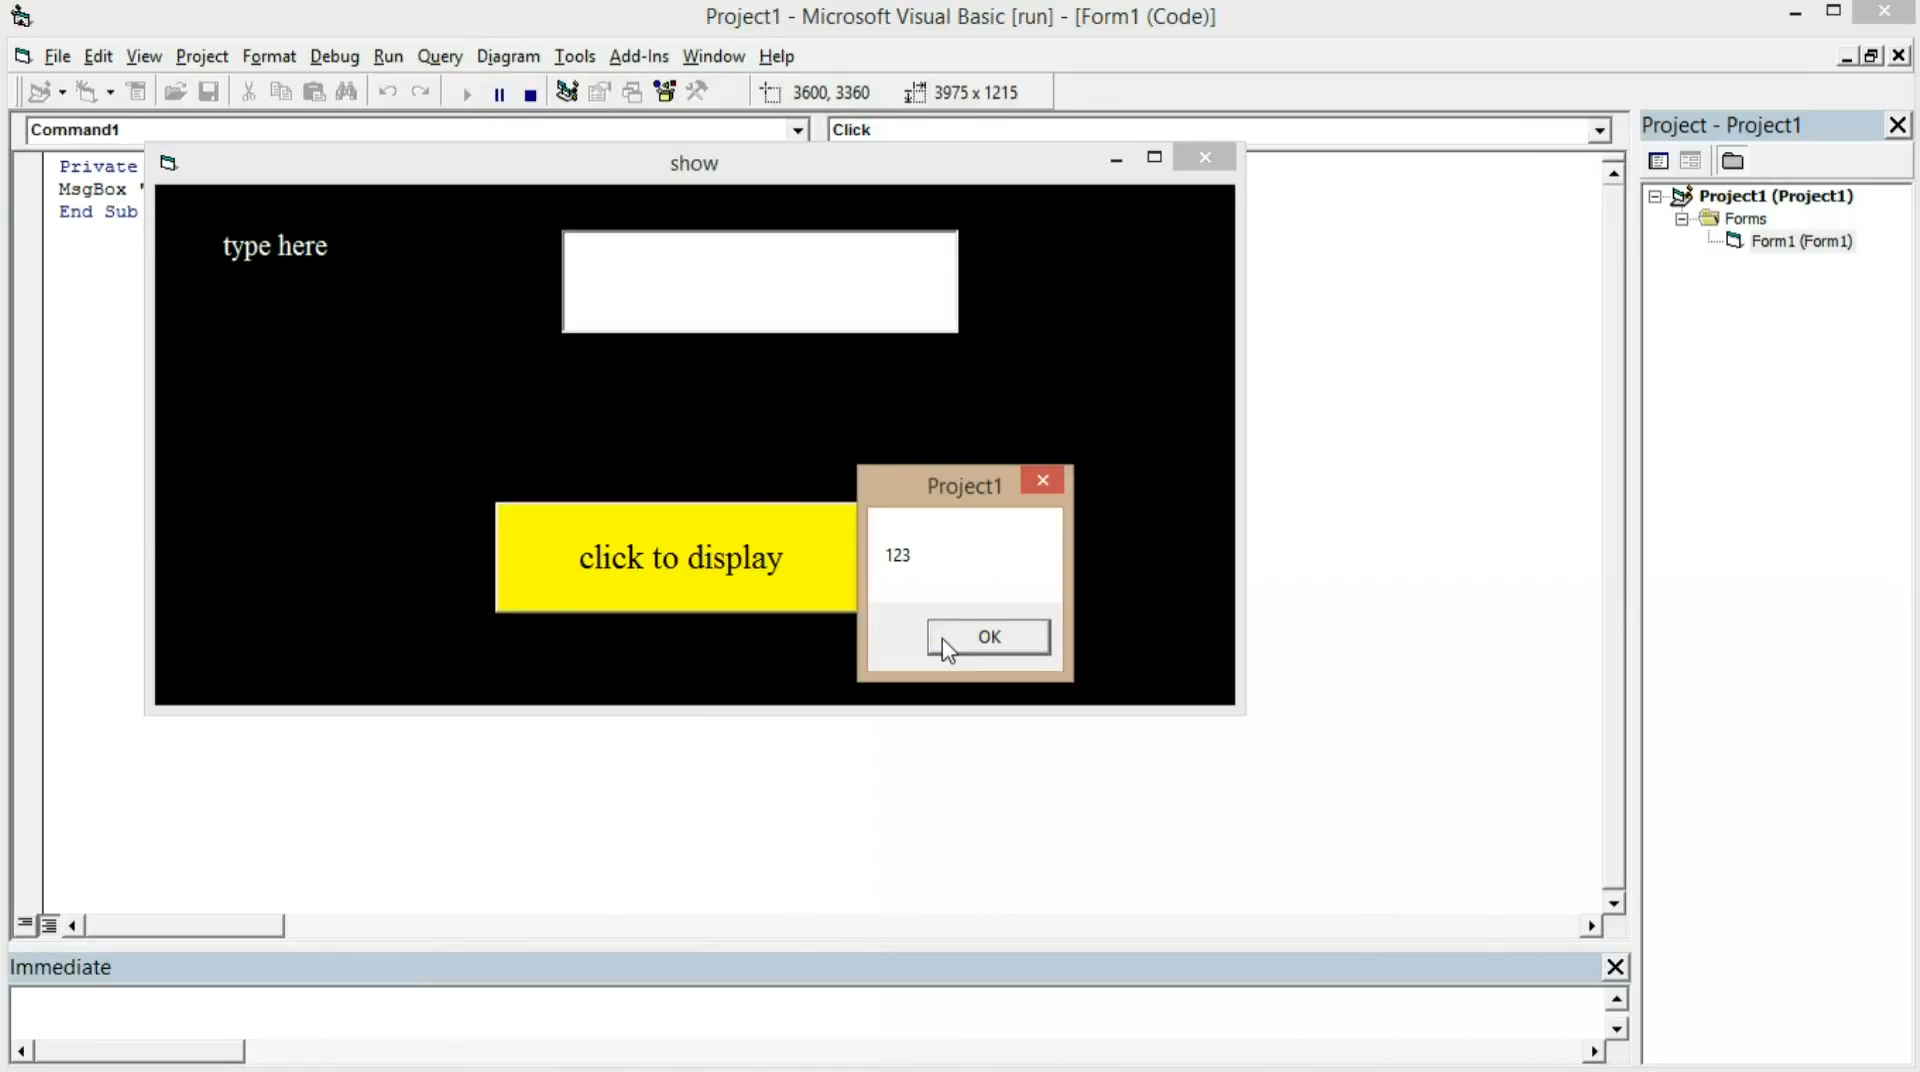 Project1 - Microsoft Visual Basic [run] - [Form1 (Code)]
File Edit View Project Format Debug Run Query Diagram Tools Add-Ins Window Help
3600, 3360 3975 x 1215
Command1 Click
Project - Project1
Private
MsgBox "
End Sub
show
type here
click to display
Project1
123
OK
Project1 (Project1)
Forms
Form1 (Form1)
Immediate